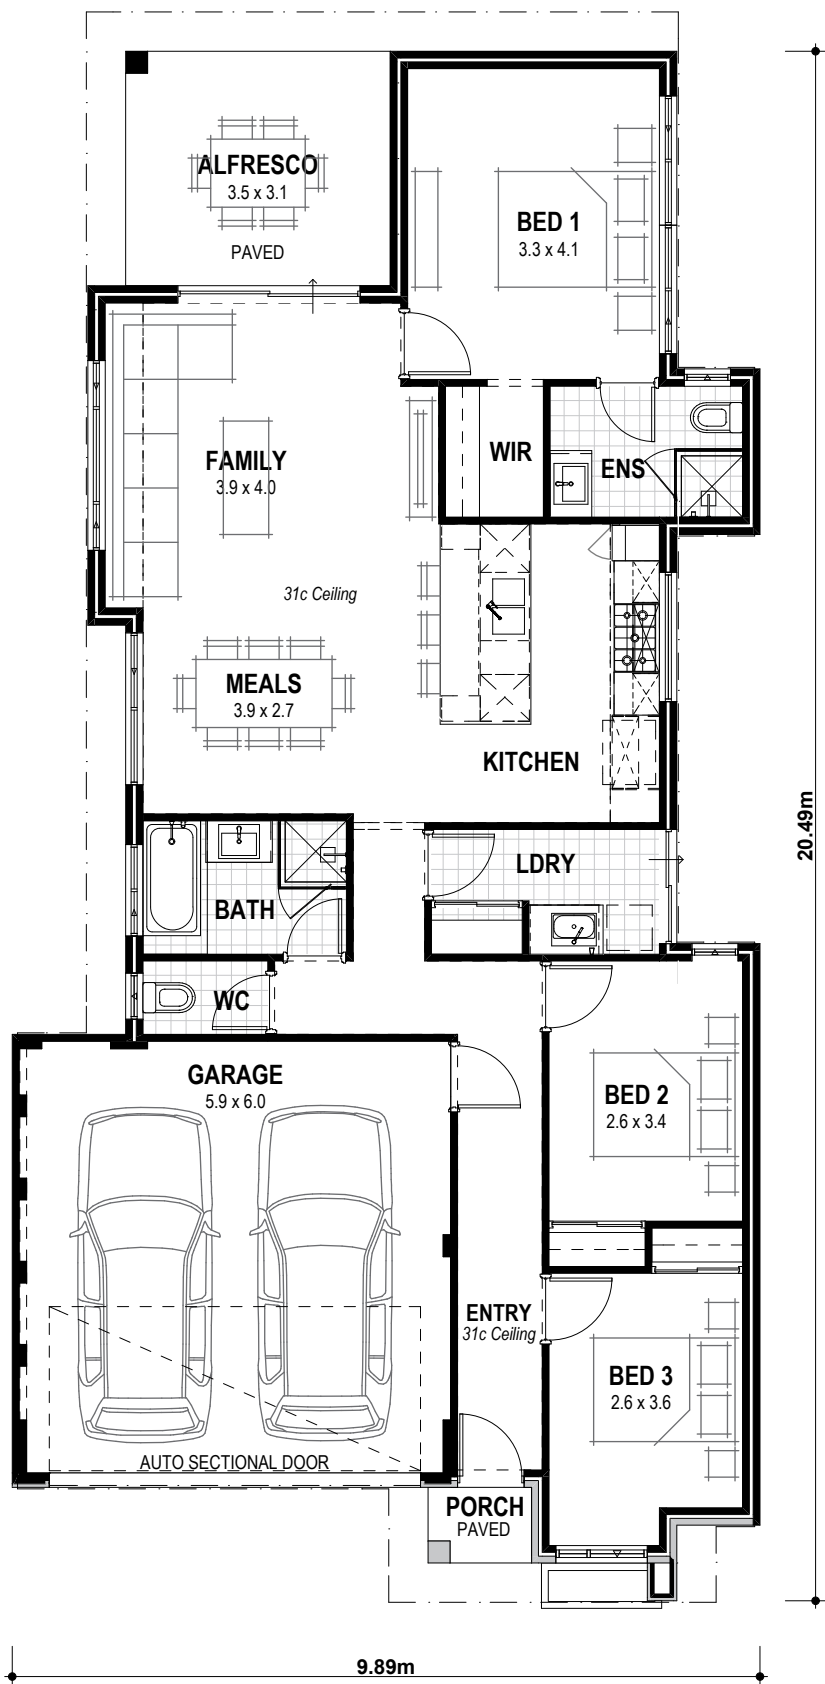 ALFRESCO
3.5 x 3.1
PAVED
BED 1
3.3 x 4.1
FAMILY
3.9 x 4.0
WIR
ENS
31c Ceiling
MEALS
3.9 x 2.7
KITCHEN
20.49m
LDRY
BATH
WC
GARAGE
5.9 x 6.0
BED 2
2.6 x 3.4
ENTRY
31c Ceiling
BED 3
2.6 x 3.6
AUTO SECTIONAL DOOR
PORCH
PAVED
9.89m